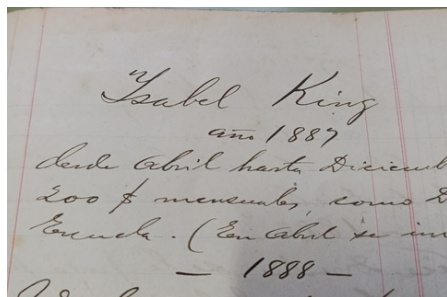 Isabel King
año 1887
desde Abril hasta Diciemb
200 $ mensuales, como D
Escuela. (En Abril se in
— 1888 —